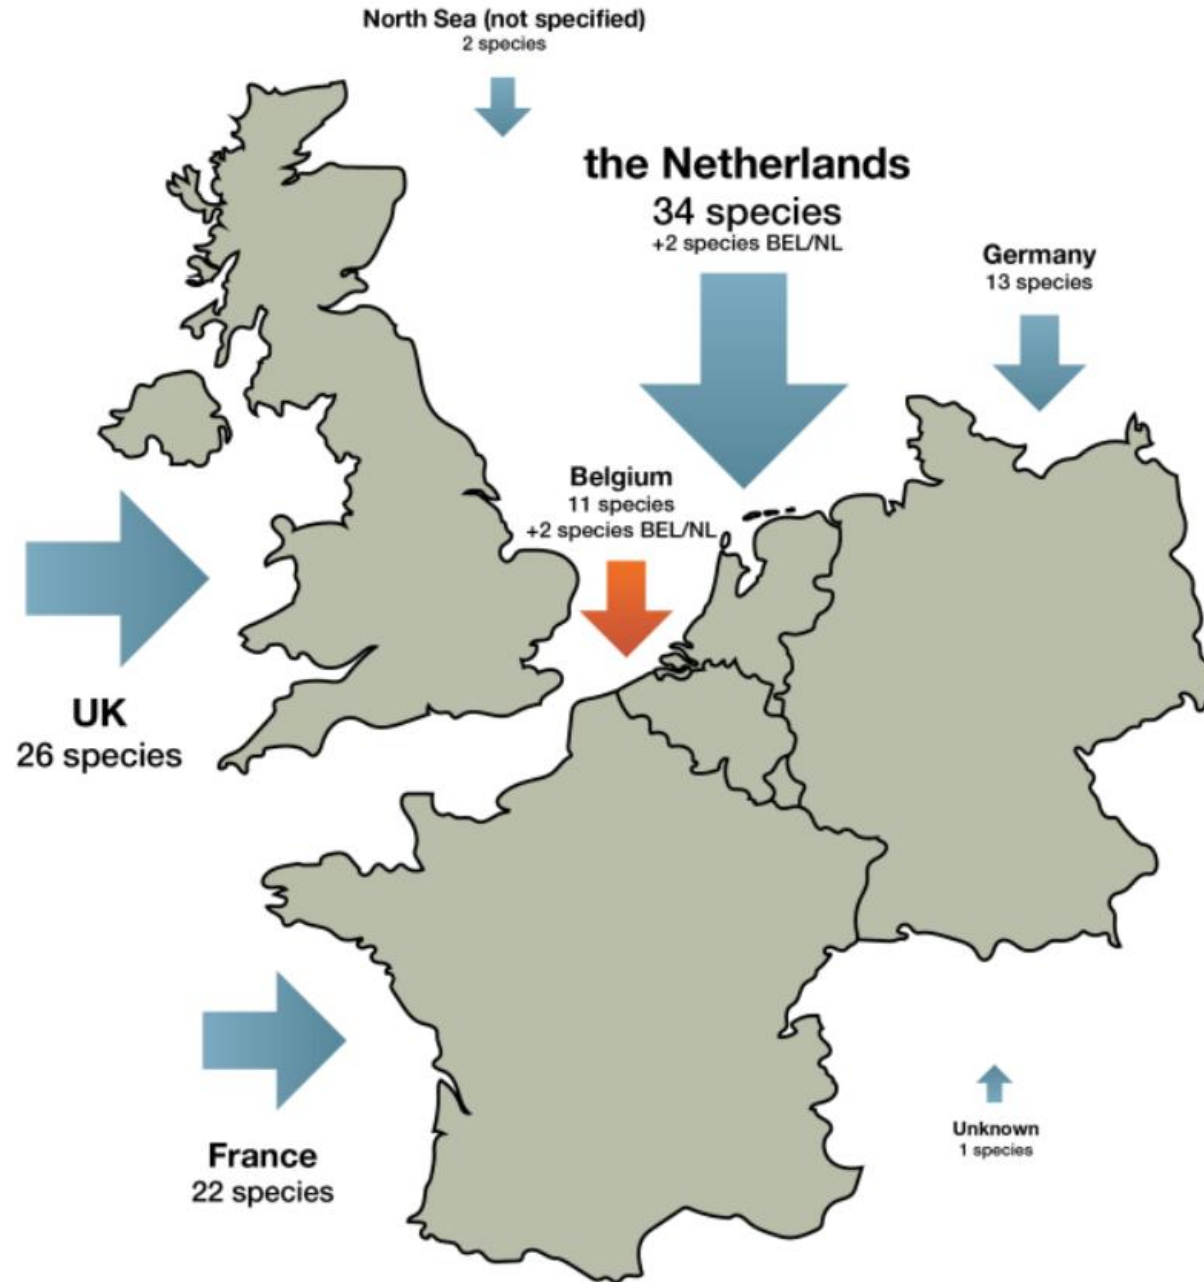 North Sea (not specified)
2 species
the Netherlands
34 species
+2 species BEL/NL
Germany
13 species
Belgium
11 species
+2 species BEL/NL
UK
26 species
France
22 species
Unknown
1 species